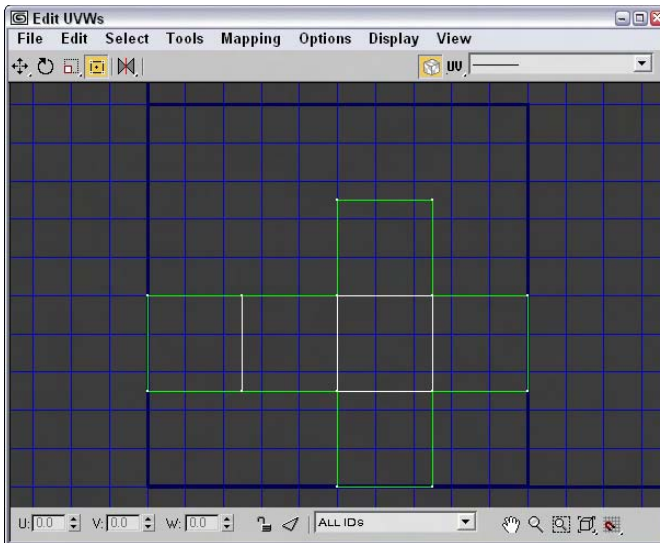 Edit UVWs
File Edit Select Tools Mapping Options Display View
UV
U: 0.0 V: 0.0 W: 0.0 ALL IDs